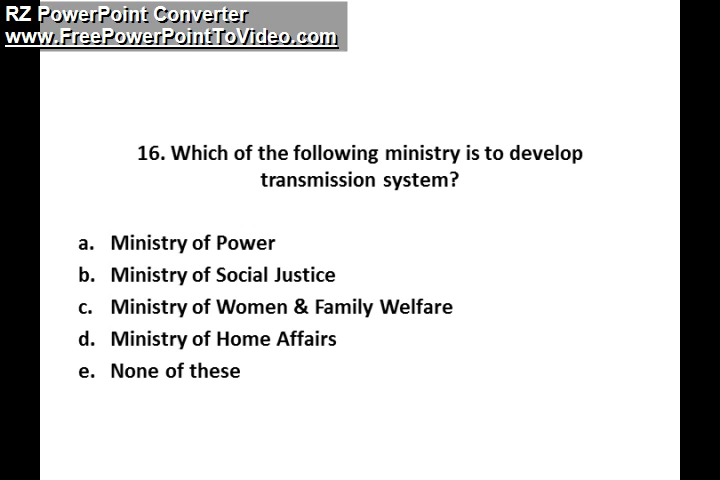 RZ PowerPoint Converter
www.FreePowerPointToVideo.com
16. Which of the following ministry is to develop
transmission system?
a. Ministry of Power
b. Ministry of Social Justice
c. Ministry of Women & Family Welfare
d. Ministry of Home Affairs
e. None of these